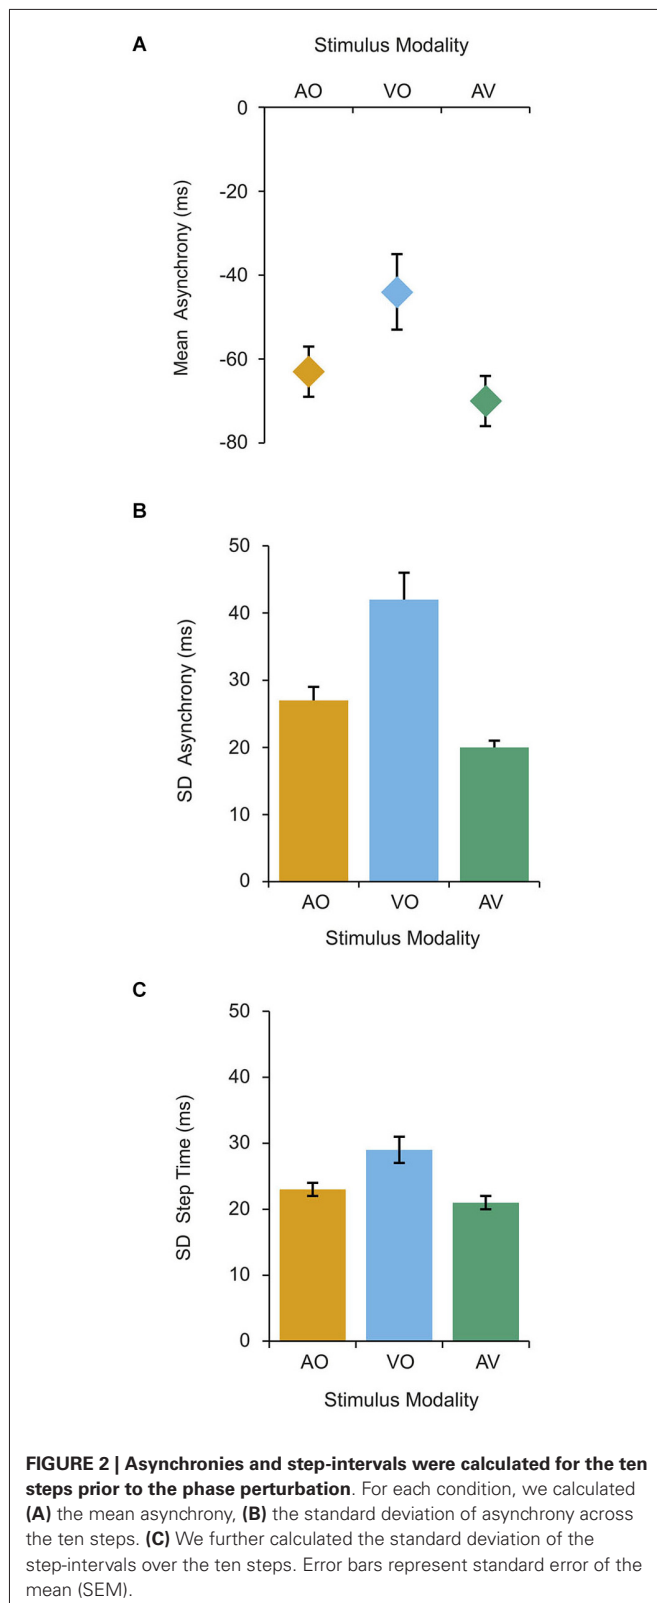 A
Stimulus Modality
AO VO AV
0
-20
-40
-60
-80
Mean Asynchrony (ms)
B
50
40
30
20
10
0
SD Asynchrony (ms)
AO VO AV
Stimulus Modality
C
50
40
30
20
10
0
SD Step Time (ms)
AO VO AV
Stimulus Modality
FIGURE 2 | Asynchronies and step-intervals were calculated for the ten
steps prior to the phase perturbation. For each condition, we calculated
(A) the mean asynchrony, (B) the standard deviation of asynchrony across
the ten steps. (C) We further calculated the standard deviation of the
step-intervals over the ten steps. Error bars represent standard error of the
mean (SEM).